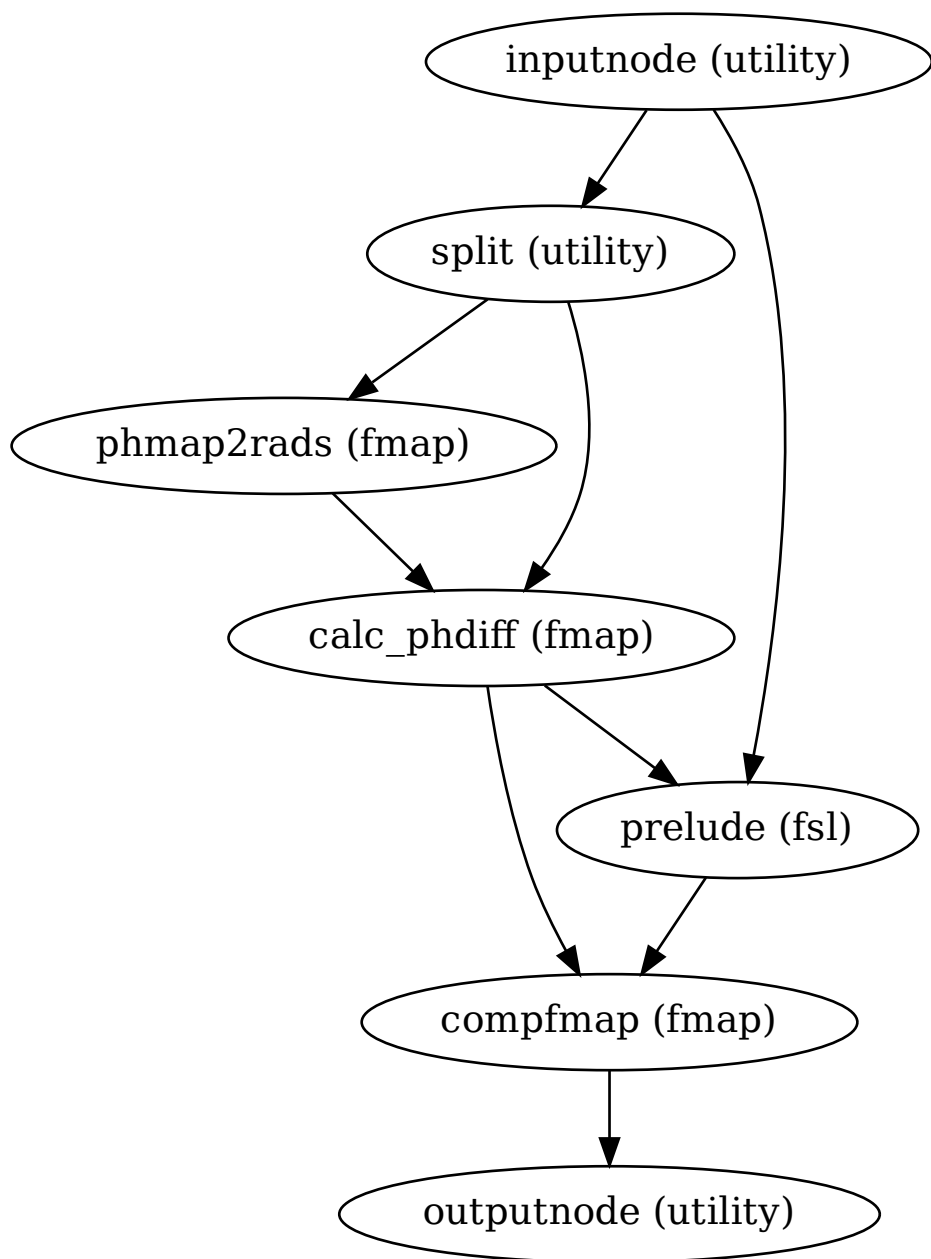 inputnode (utility)
split (utility)
phmap2rads (fmap)
calc_phdiff (fmap)
prelude (fsl)
compfmap (fmap)
outputnode (utility)